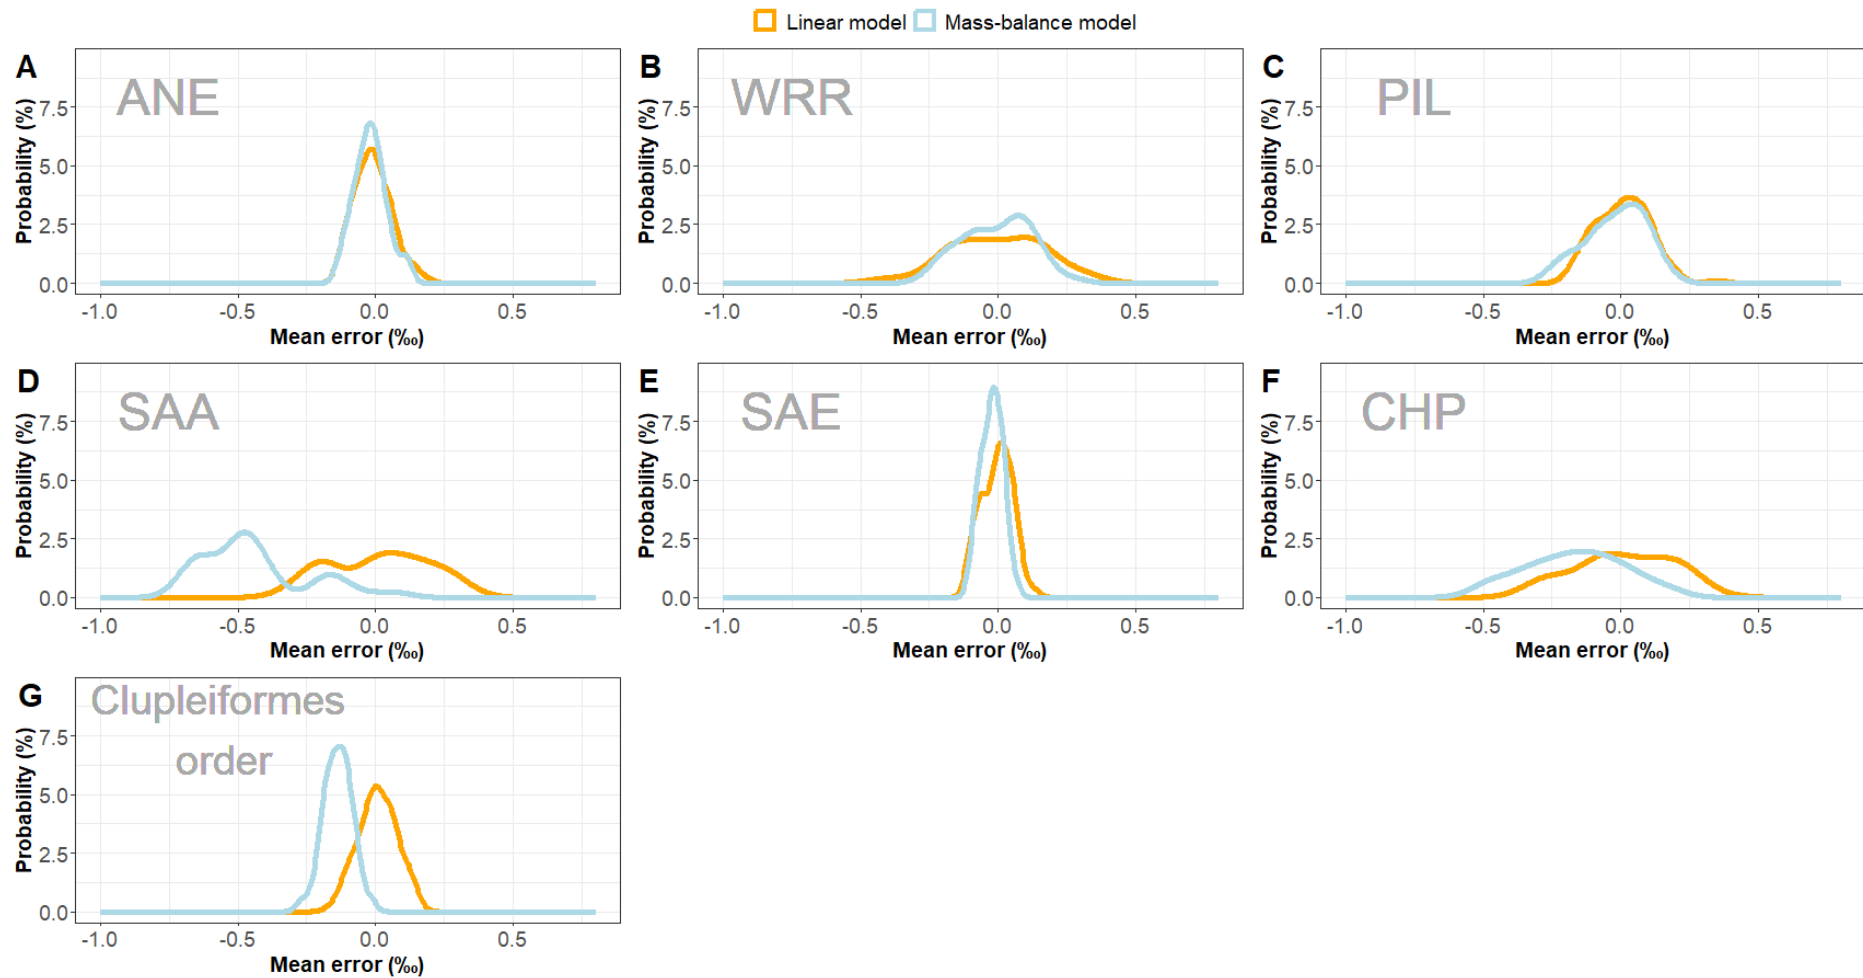 Linear model Mass-balance model
A
ANE
Probability (%)
7.5
5.0
2.5
0.0
-1.0 -0.5 0.0 0.5
Mean error (‰)
B
WRR
Probability (%)
7.5
5.0
2.5
0.0
-1.0 -0.5 0.0 0.5
Mean error (‰)
C
PIL
Probability (%)
7.5
5.0
2.5
0.0
-1.0 -0.5 0.0 0.5
Mean error (‰)
D
SAA
Probability (%)
7.5
5.0
2.5
0.0
-1.0 -0.5 0.0 0.5
Mean error (‰)
E
SAE
Probability (%)
7.5
5.0
2.5
0.0
-1.0 -0.5 0.0 0.5
Mean error (‰)
F
CHP
Probability (%)
7.5
5.0
2.5
0.0
-1.0 -0.5 0.0 0.5
Mean error (‰)
G
Clupleiformes
order
Probability (%)
7.5
5.0
2.5
0.0
-1.0 -0.5 0.0 0.5
Mean error (‰)